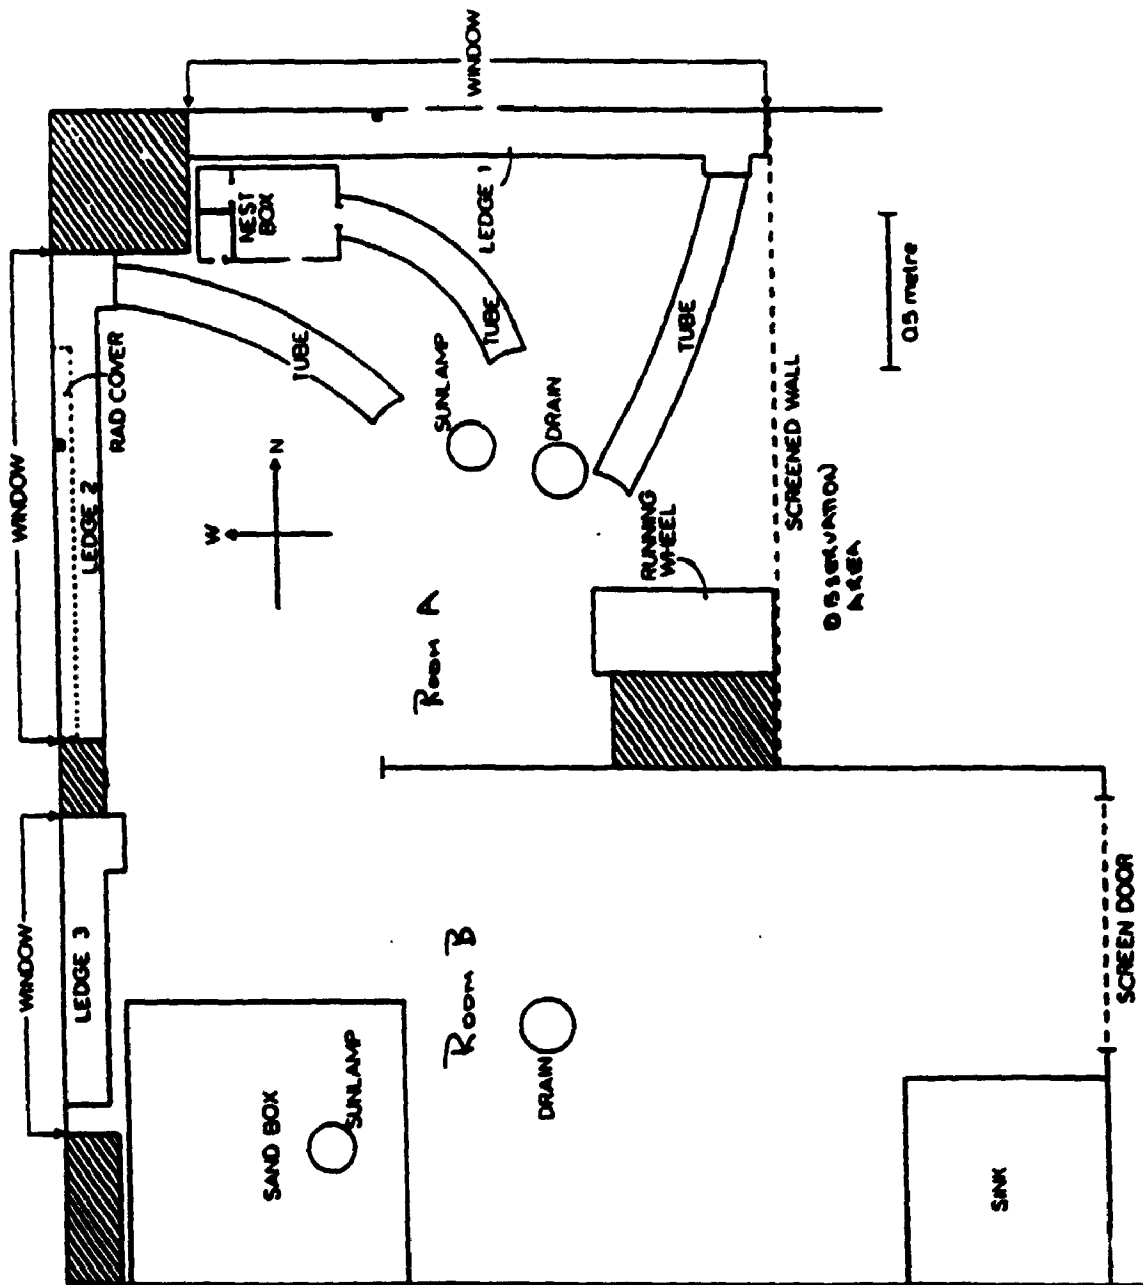 WINDOW
WINDOW
WINDOW
NEST
BOX
LEDGE 1
TUBE
TUBE
TUBE
RAD COVER
LEDGE 2
SUNLAMP
DRAIN
W
N
0.5 metre
SCREENED WALL
OBSERVATION
AREA
RUNNING
WHEEL
Room A
LEDGE 3
Room B
SAND BOX
SUNLAMP
DRAIN
SCREEN DOOR
SINK